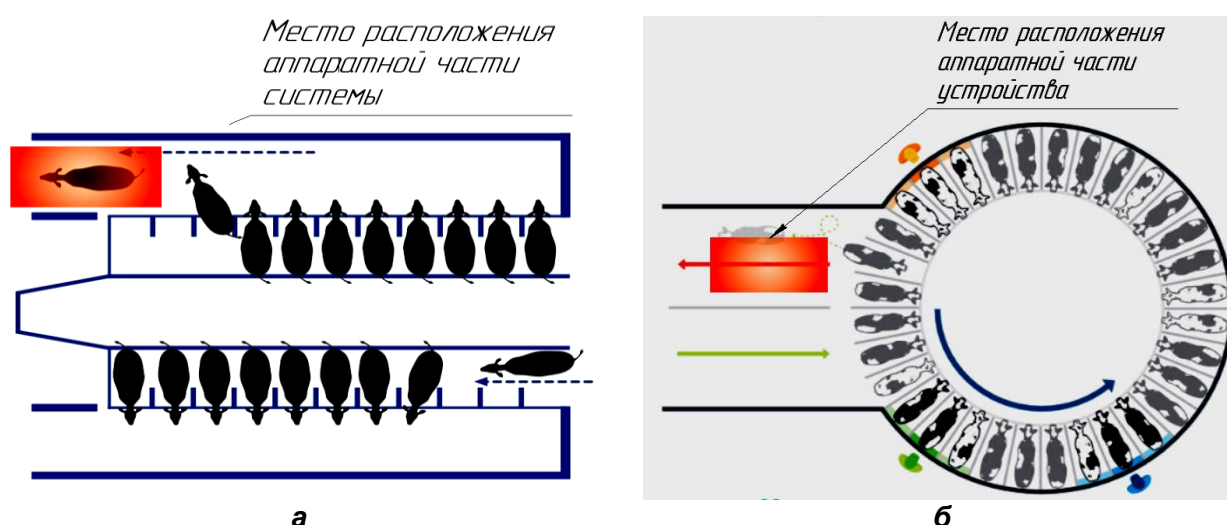 Место расположения
аппаратной части
системы
Место расположения
аппаратной части
устройства
а
б